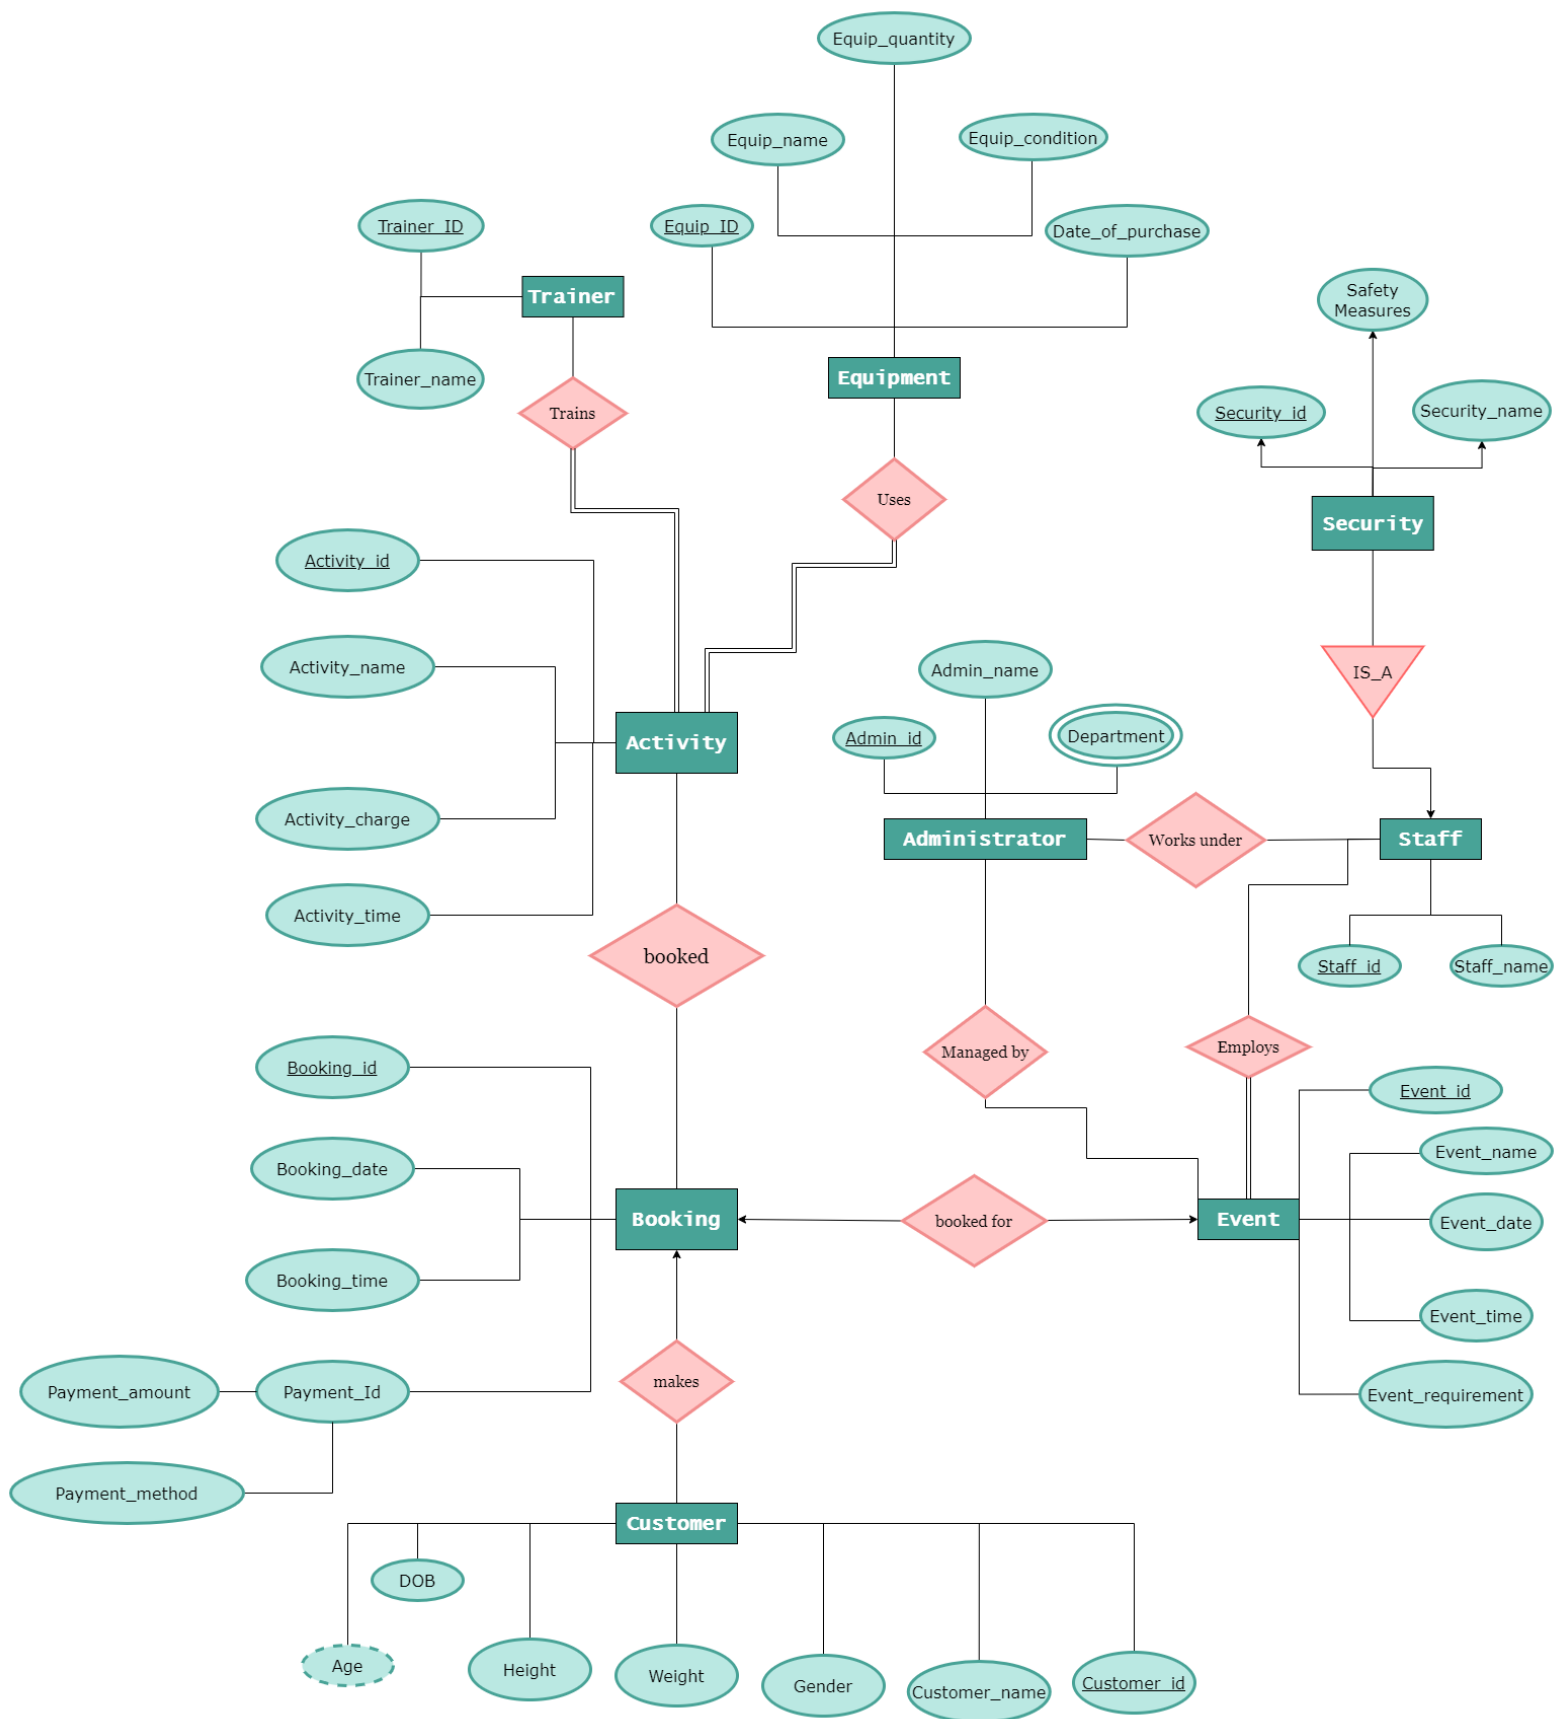 Equip_quantity
Equip_name
Equip_condition
Trainer_ID
Equip_ID
Date_of_purchase
Trainer
Safety
Measures
Trainer_name
Equipment
Trains
Security_id
Security_name
Uses
Security
Activity_id
Activity_name
Admin_name
IS_A
Admin_id
Department
Activity
Activity_charge
Administrator
Works under
Staff
Activity_time
booked
Staff_id
Staff_name
Managed by
Employs
Booking_id
Event_id
Booking_date
Event_name
Booking
booked for
Event
Event_date
Booking_time
Event_time
Payment_amount
Payment_Id
makes
Event_requirement
Payment_method
Customer
DOB
Age
Height
Weight
Gender
Customer_name
Customer_id